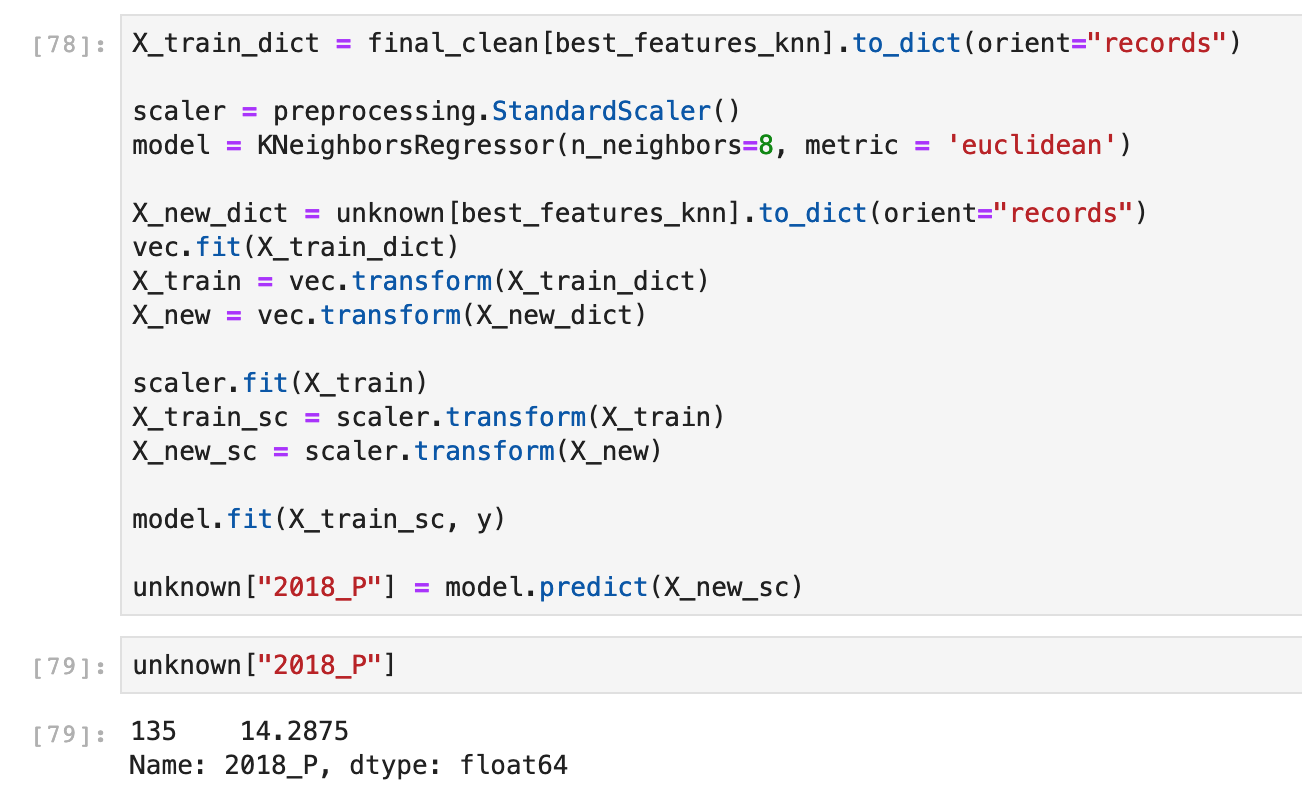 [78]: X_train_dict = final_clean[best_features_knn].to_dict(orient="records")
scaler = preprocessing.StandardScaler()
model = KNeighborsRegressor(n_neighbors=8, metric = 'euclidean')
X_new_dict = unknown[best_features_knn].to_dict(orient="records")
vec.fit(X_train_dict)
X_train = vec.transform(X_train_dict)
X_new = vec.transform(X_new_dict)
scaler.fit(X_train)
X_train_sc = scaler.transform(X_train)
X_new_sc = scaler.transform(X_new)
model.fit(X_train_sc, y)
unknown["2018_P"] = model.predict(X_new_sc)
[79]: unknown["2018_P"]
[79]: 135    14.2875
Name: 2018_P, dtype: float64